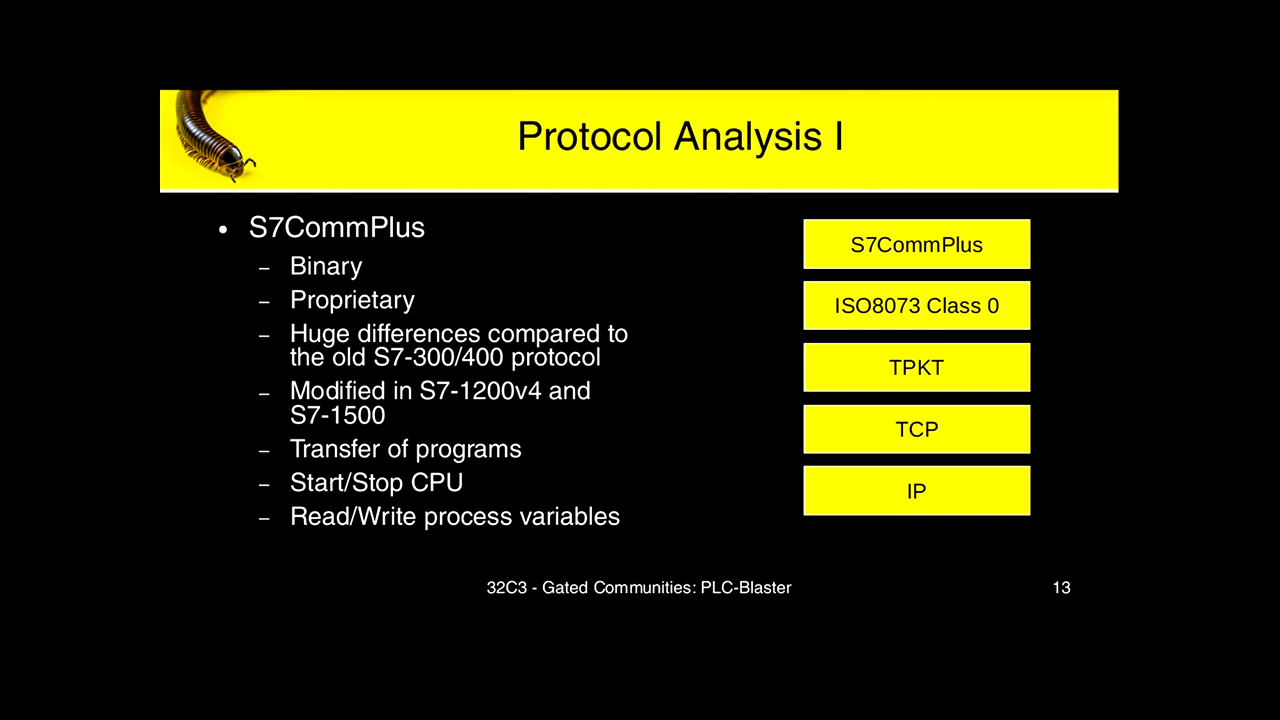 Protocol Analysis I
• S7CommPlus
– Binary
– Proprietary
– Huge differences compared to
the old S7-300/400 protocol
– Modified in S7-1200v4 and
S7-1500
– Transfer of programs
– Start/Stop CPU
– Read/Write process variables
S7CommPlus
ISO8073 Class 0
TPKT
TCP
IP
32C3 - Gated Communities: PLC-Blaster
13